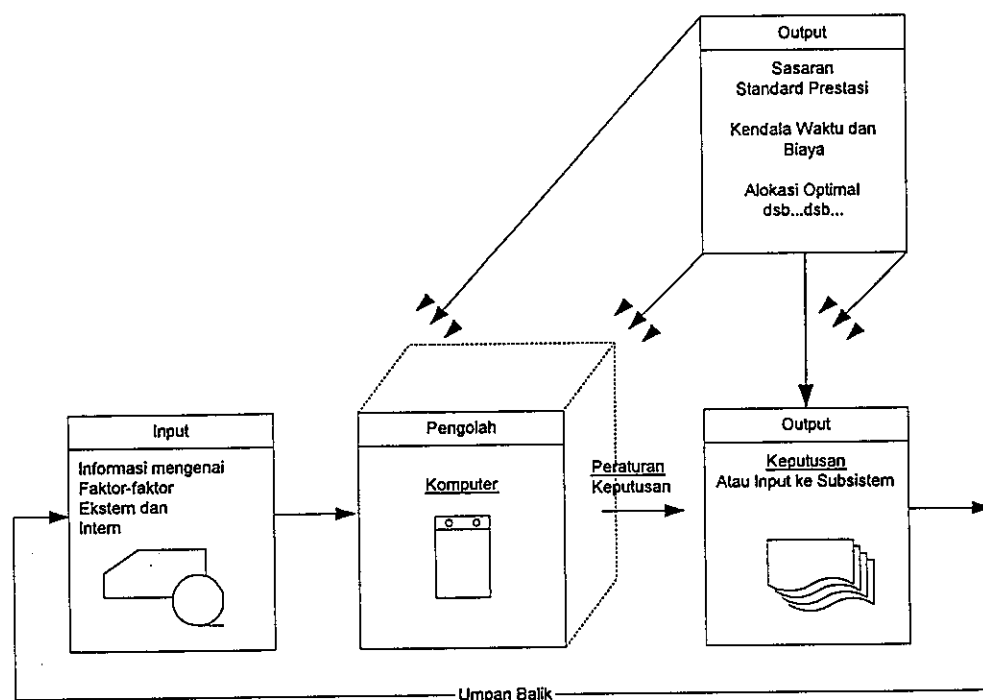 Output
Sasaran
Standard Prestasi
Kendala Waktu dan
Biaya
Alokasi Optimal
dsb...dsb...
Input
Informasi mengenai
Faktor-faktor
Ekstern dan
Intern
Pengolah
Komputer
Peraturan
Keputusan
Output
Keputusan
Atau Input ke Subsistem
Umpan Balik